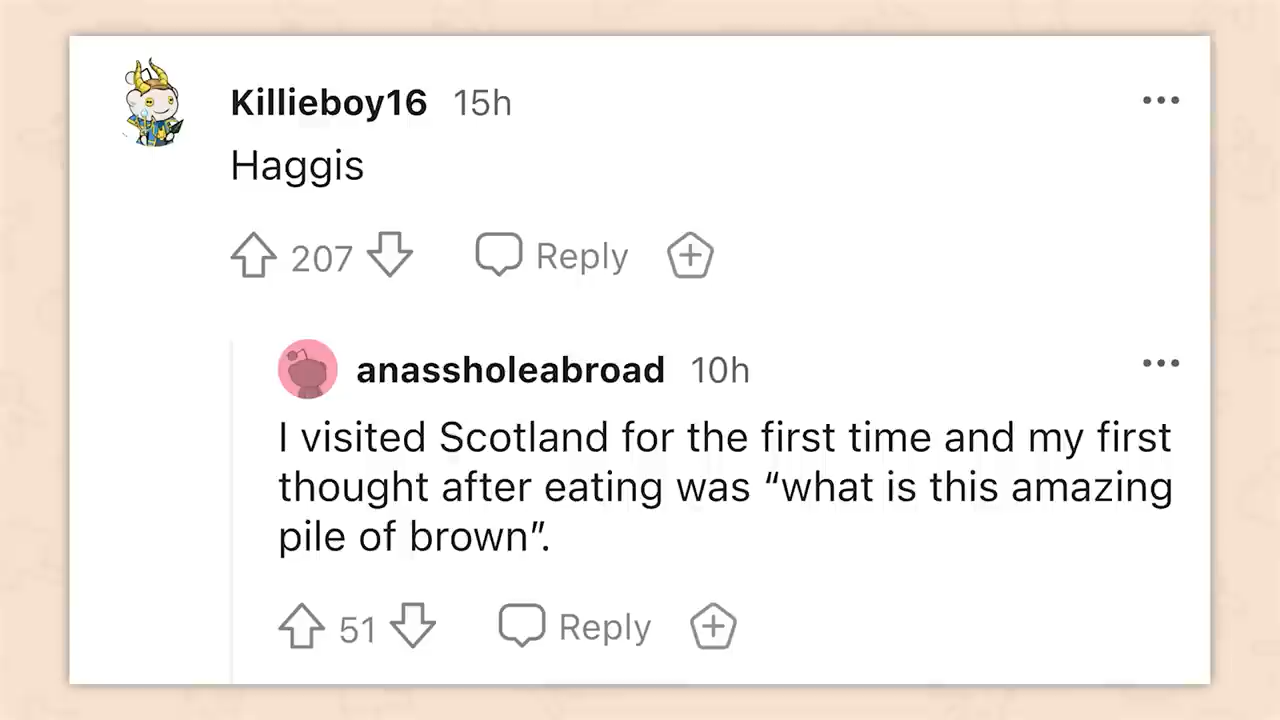 Killieboy16 15h
Haggis
207 Reply
anassholeabroad 10h
I visited Scotland for the first time and my first
thought after eating was “what is this amazing
pile of brown”.
51 Reply